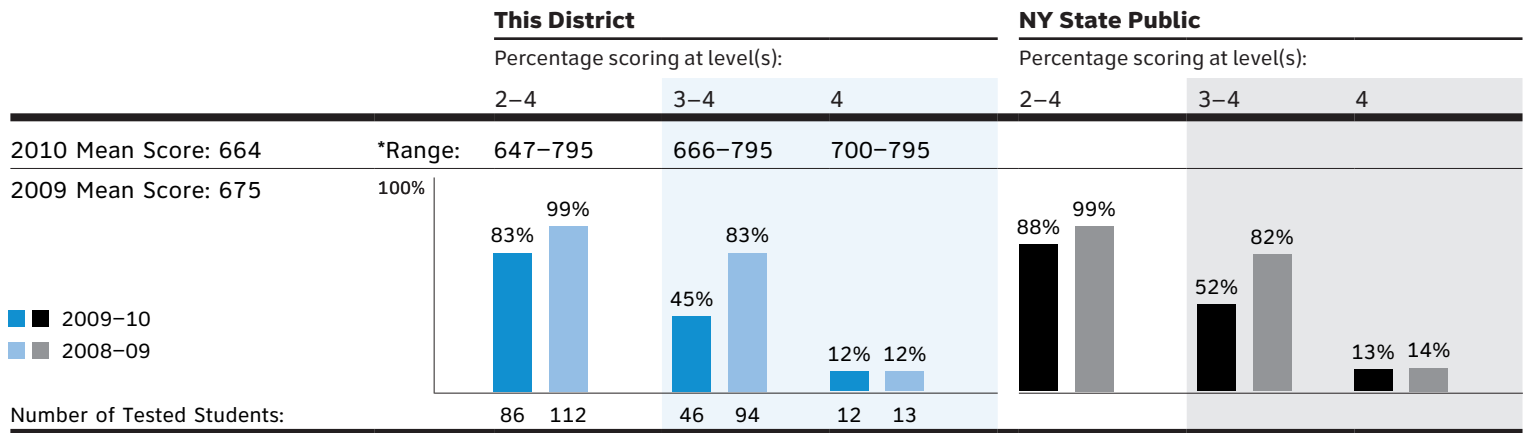 This District NY State Public
Percentage scoring at level(s): Percentage scoring at level(s):
2–4 3–4 4 2–4 3–4 4
2010 Mean Score: 664 *Range: 647–795 666–795 700–795
2009 Mean Score: 675 100%
83% 99% 45% 83% 12% 12% 88% 99% 52% 82% 13% 14%
2009–10
2008–09
Number of Tested Students: 86 112 46 94 12 13